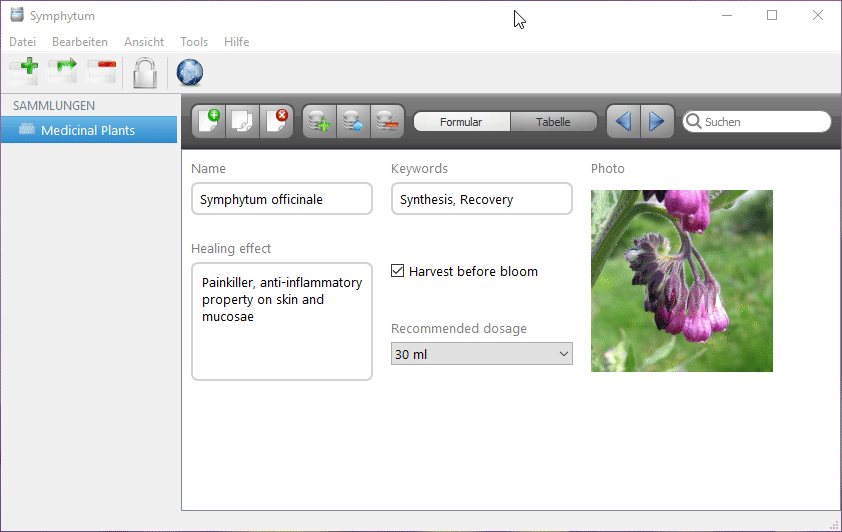 Symphytum
Datei Bearbeiten Ansicht Tools Hilfe
SAMMLUNGEN
Medicinal Plants
Formular Tabelle Suchen
Name Keywords Photo
Symphytum officinale Synthesis, Recovery
Healing effect
Painkiller, anti-inflammatory
property on skin and
mucosae
Harvest before bloom
Recommended dosage
30 ml